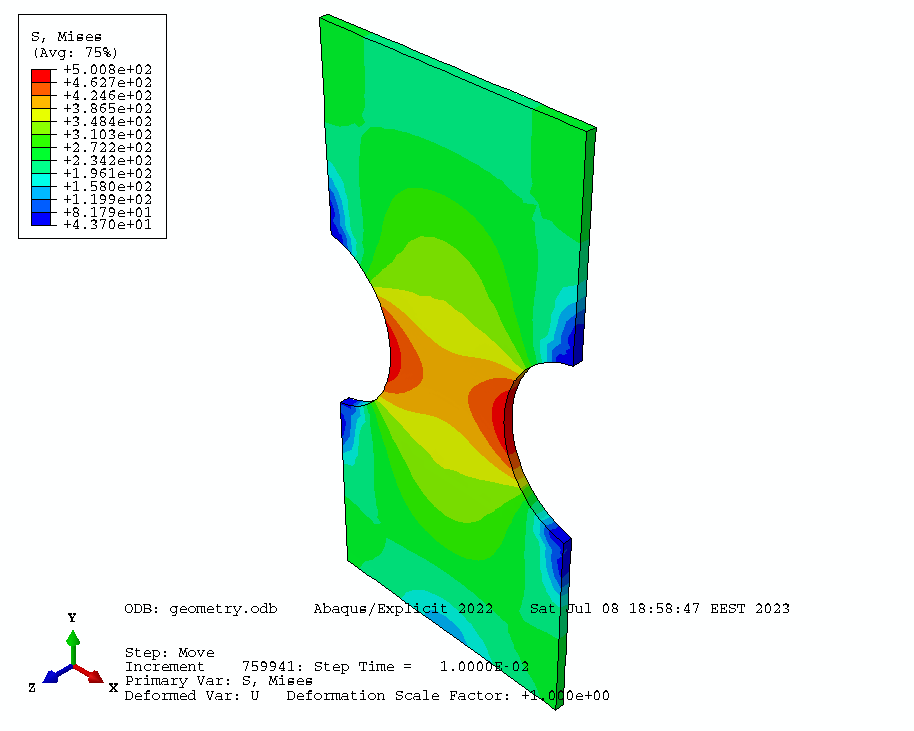 S, Mises
(Avg: 75%)
+5.008e+02
+4.627e+02
+4.246e+02
+3.865e+02
+3.484e+02
+3.103e+02
+2.722e+02
+2.342e+02
+1.961e+02
+1.580e+02
+1.199e+02
+8.179e+01
+4.370e+01
ODB: geometry.odb    Abaqus/Explicit 2022    Sat Jul 08 18:58:47 EEST 2023
Y
Z
X
Step: Move
Increment    759941: Step Time =    1.0000E-02
Primary Var: S, Mises
Deformed Var: U   Deformation Scale Factor: +1.000e+00